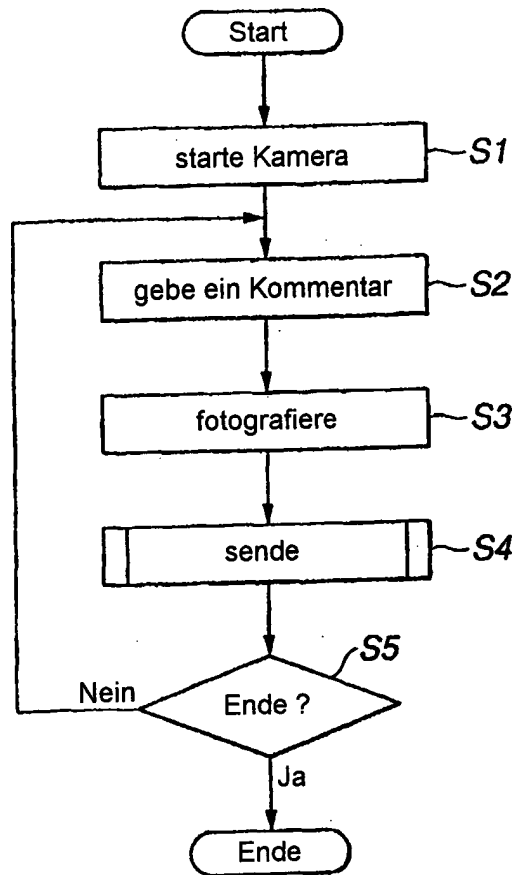 Start
starte Kamera
S1
gebe ein Kommentar
S2
fotografiere
S3
sende
S4
S5
Nein
Ende ?
Ja
Ende